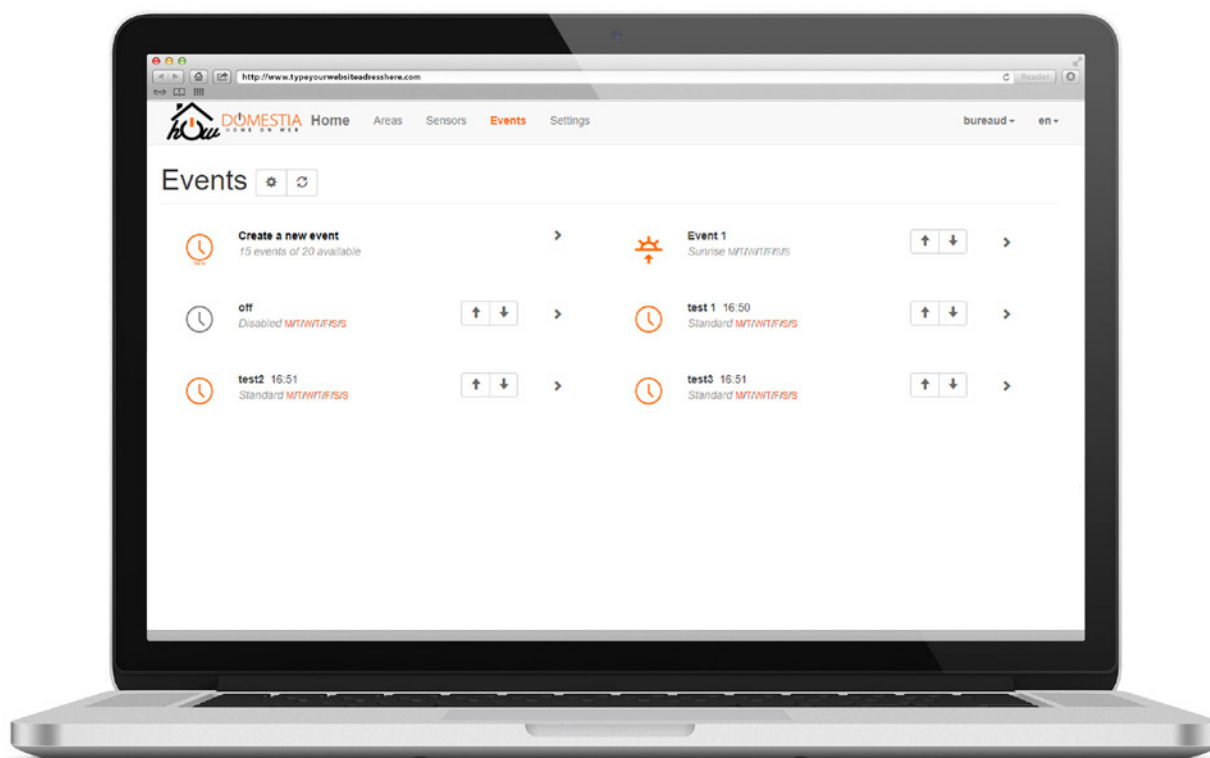 http://www.typeyourwebsiteadresshere.com
Reader
how DOMESTIA
HOME ON WEB
Home Areas Sensors Events Settings bureaud en
Events
Create a new event
15 events of 20 available
New
Event 1
Sunrise M/T/W/T/F/S/S
off
Disabled M/T/W/T/F/S/S
test 1 16:50
Standard M/T/W/T/F/S/S
test2 16:51
Standard M/T/W/T/F/S/S
test3 16:51
Standard M/T/W/T/F/S/S